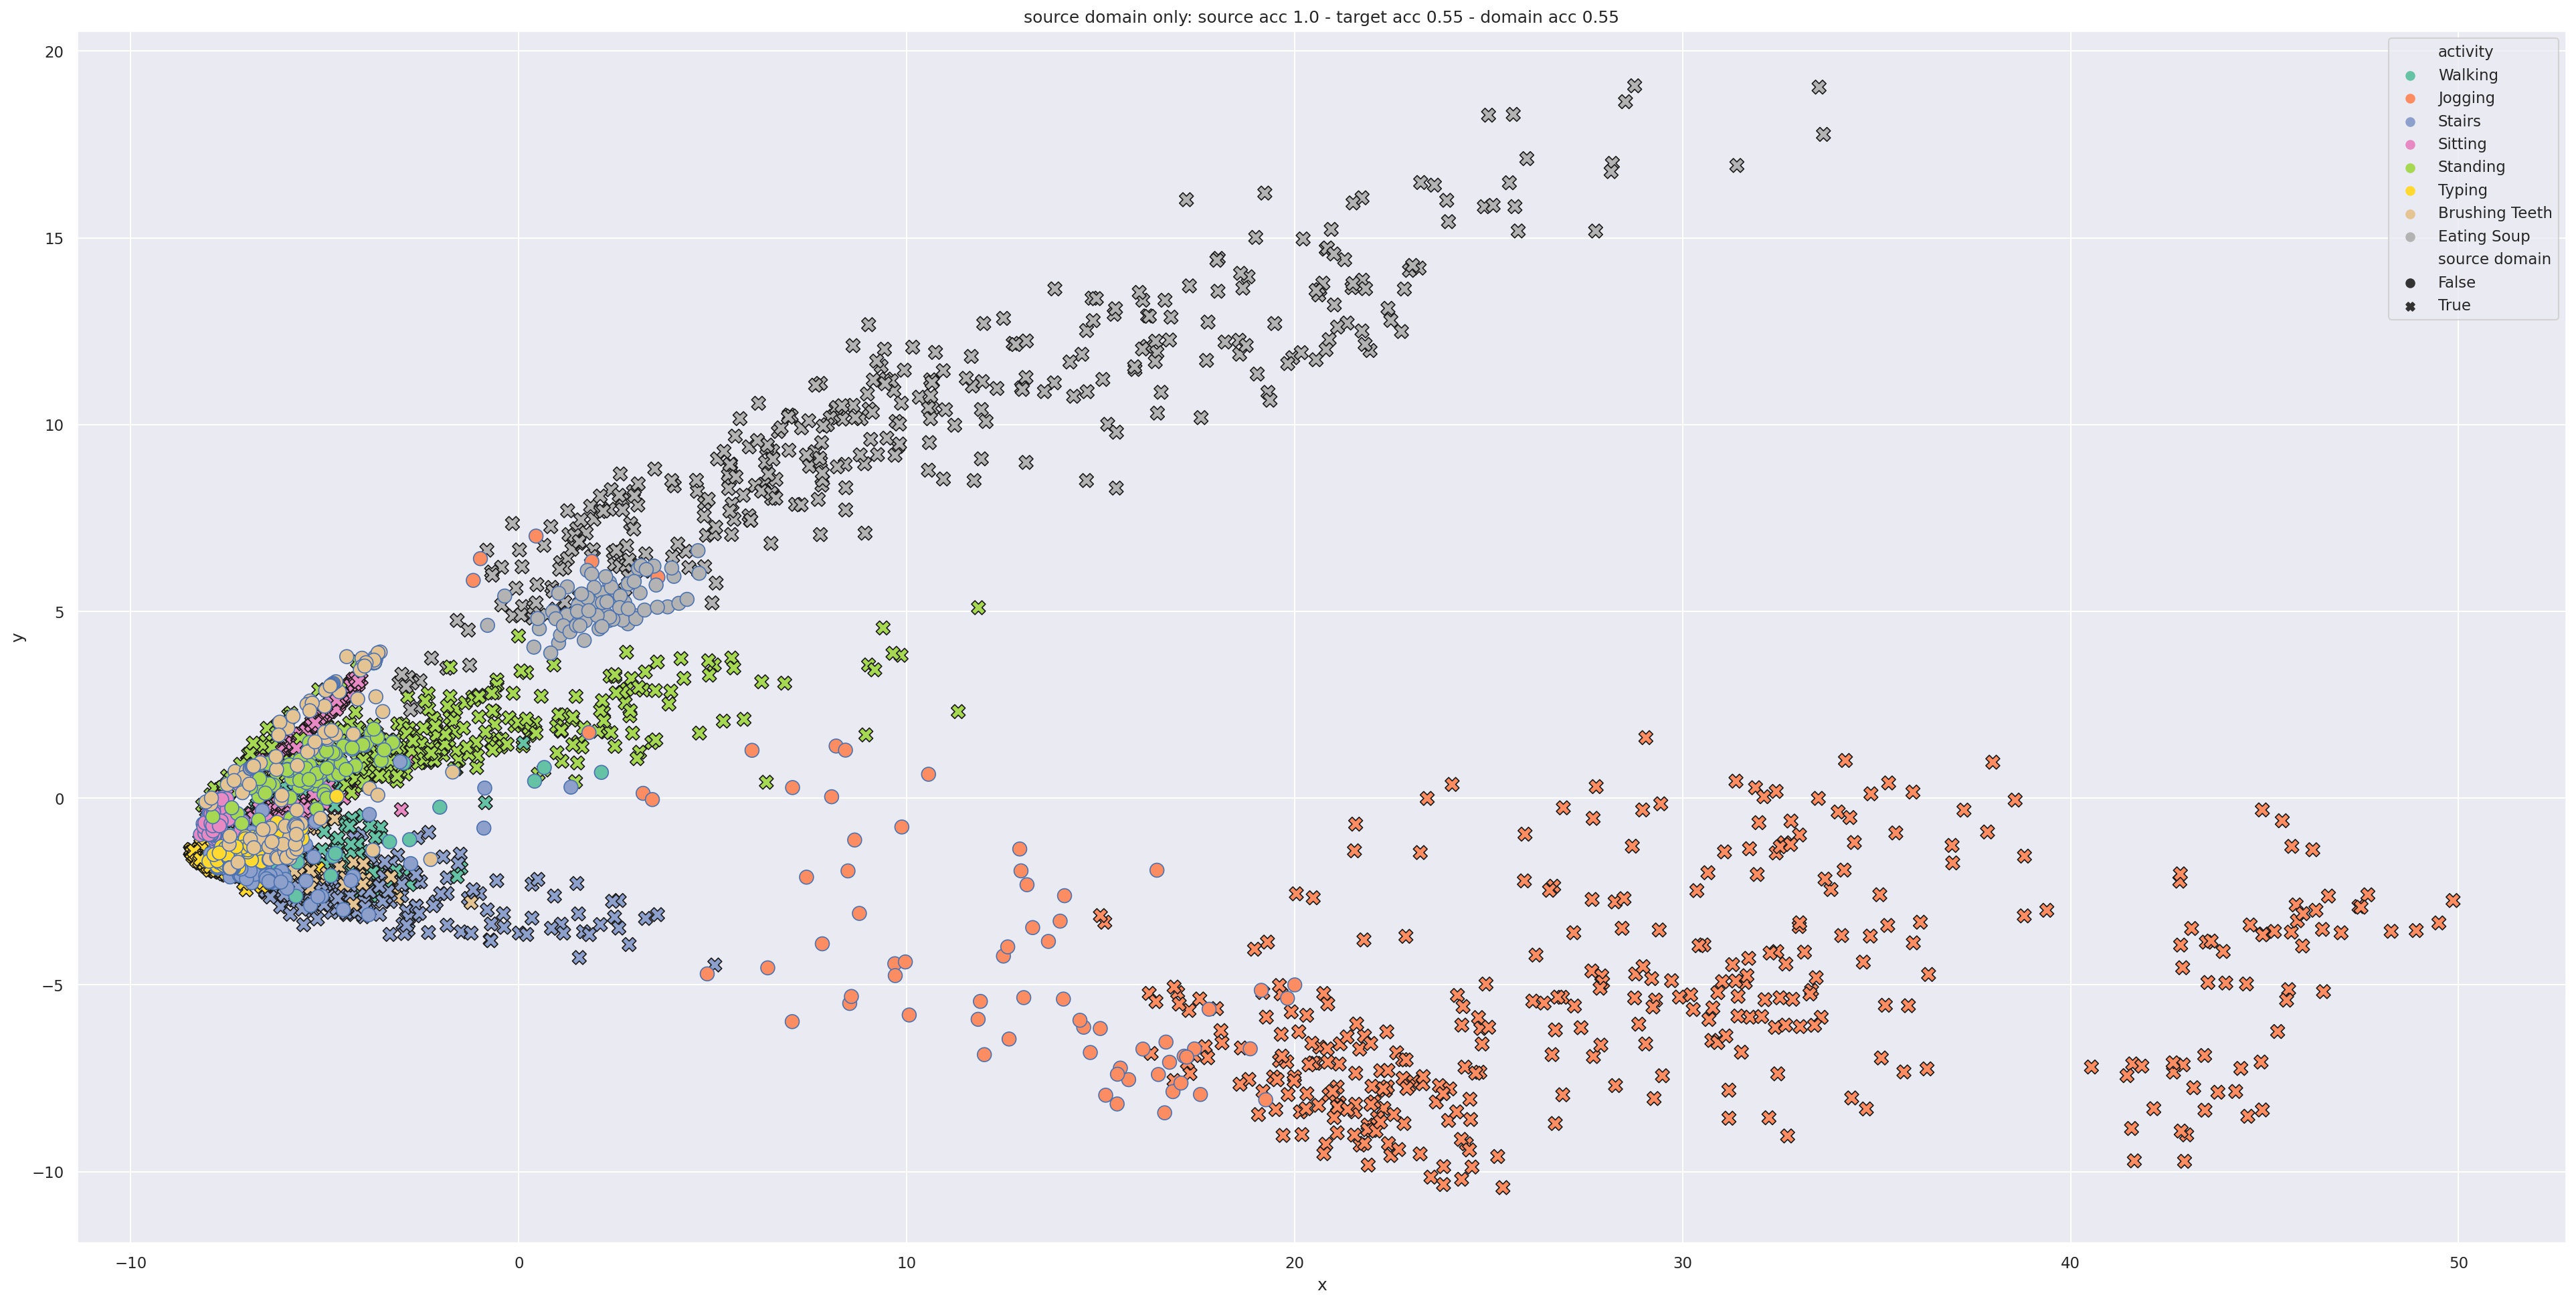 source domain only: source acc 1.0 - target acc 0.55 - domain acc 0.55
activity
Walking
Jogging
Stairs
Sitting
Standing
Typing
Brushing Teeth
Eating Soup
source domain
False
True
y
20
15
10
5
0
−5
−10
−10 0 10 20 30 40 50
x